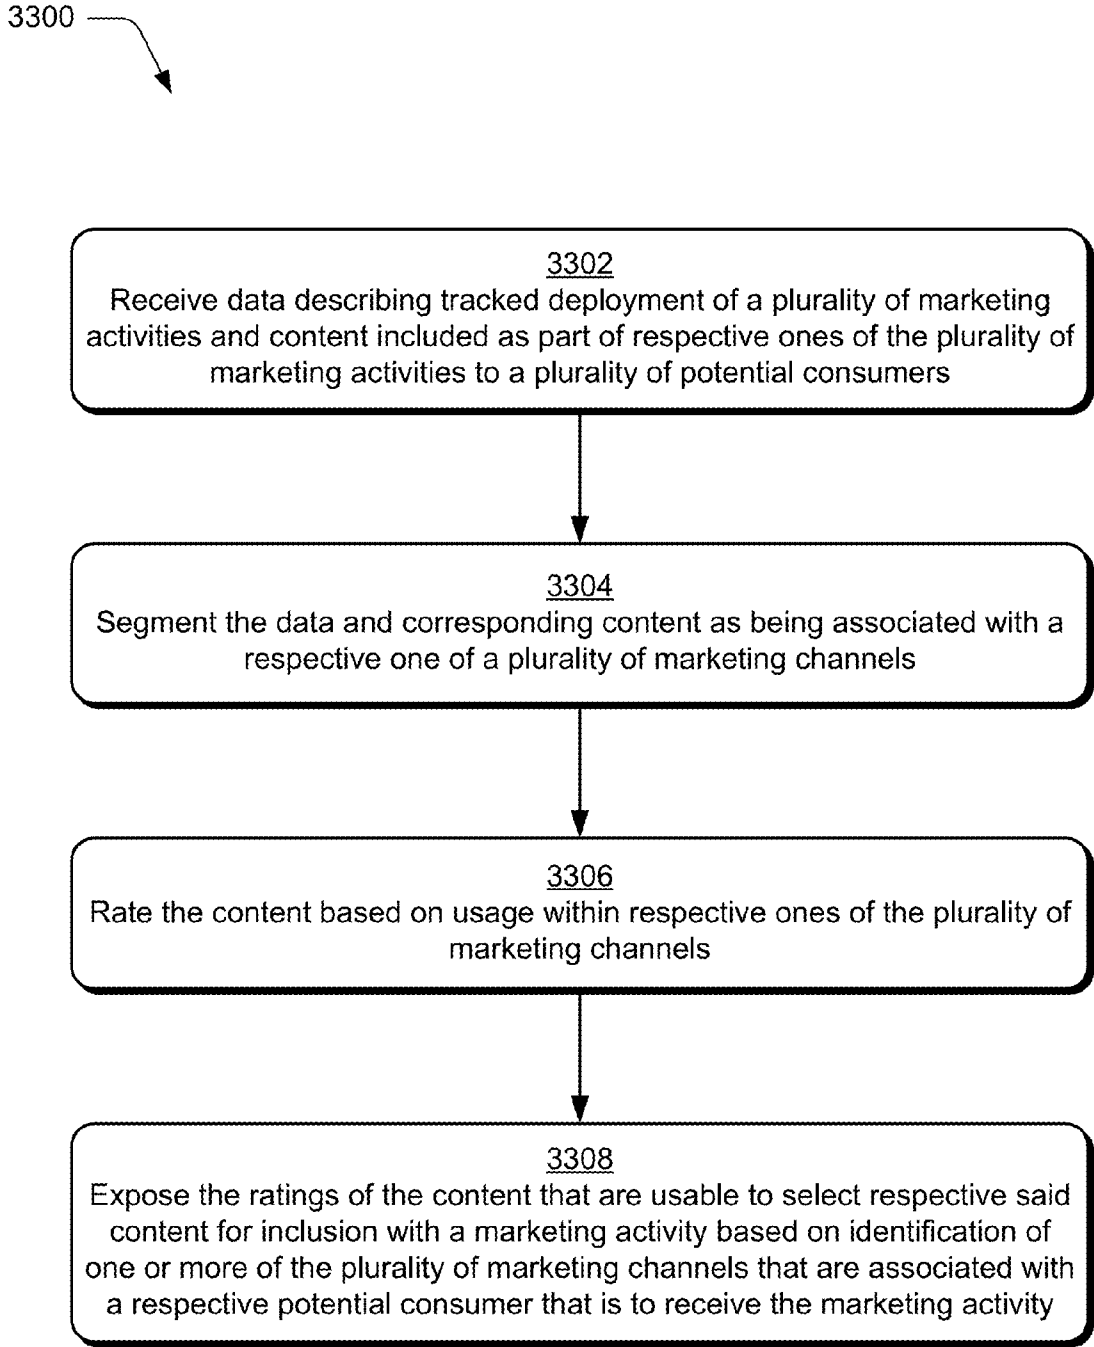 3300
3302
Receive data describing tracked deployment of a plurality of marketing
activities and content included as part of respective ones of the plurality of
marketing activities to a plurality of potential consumers
3304
Segment the data and corresponding content as being associated with a
respective one of a plurality of marketing channels
3306
Rate the content based on usage within respective ones of the plurality of
marketing channels
3308
Expose the ratings of the content that are usable to select respective said
content for inclusion with a marketing activity based on identification of
one or more of the plurality of marketing channels that are associated with
a respective potential consumer that is to receive the marketing activity